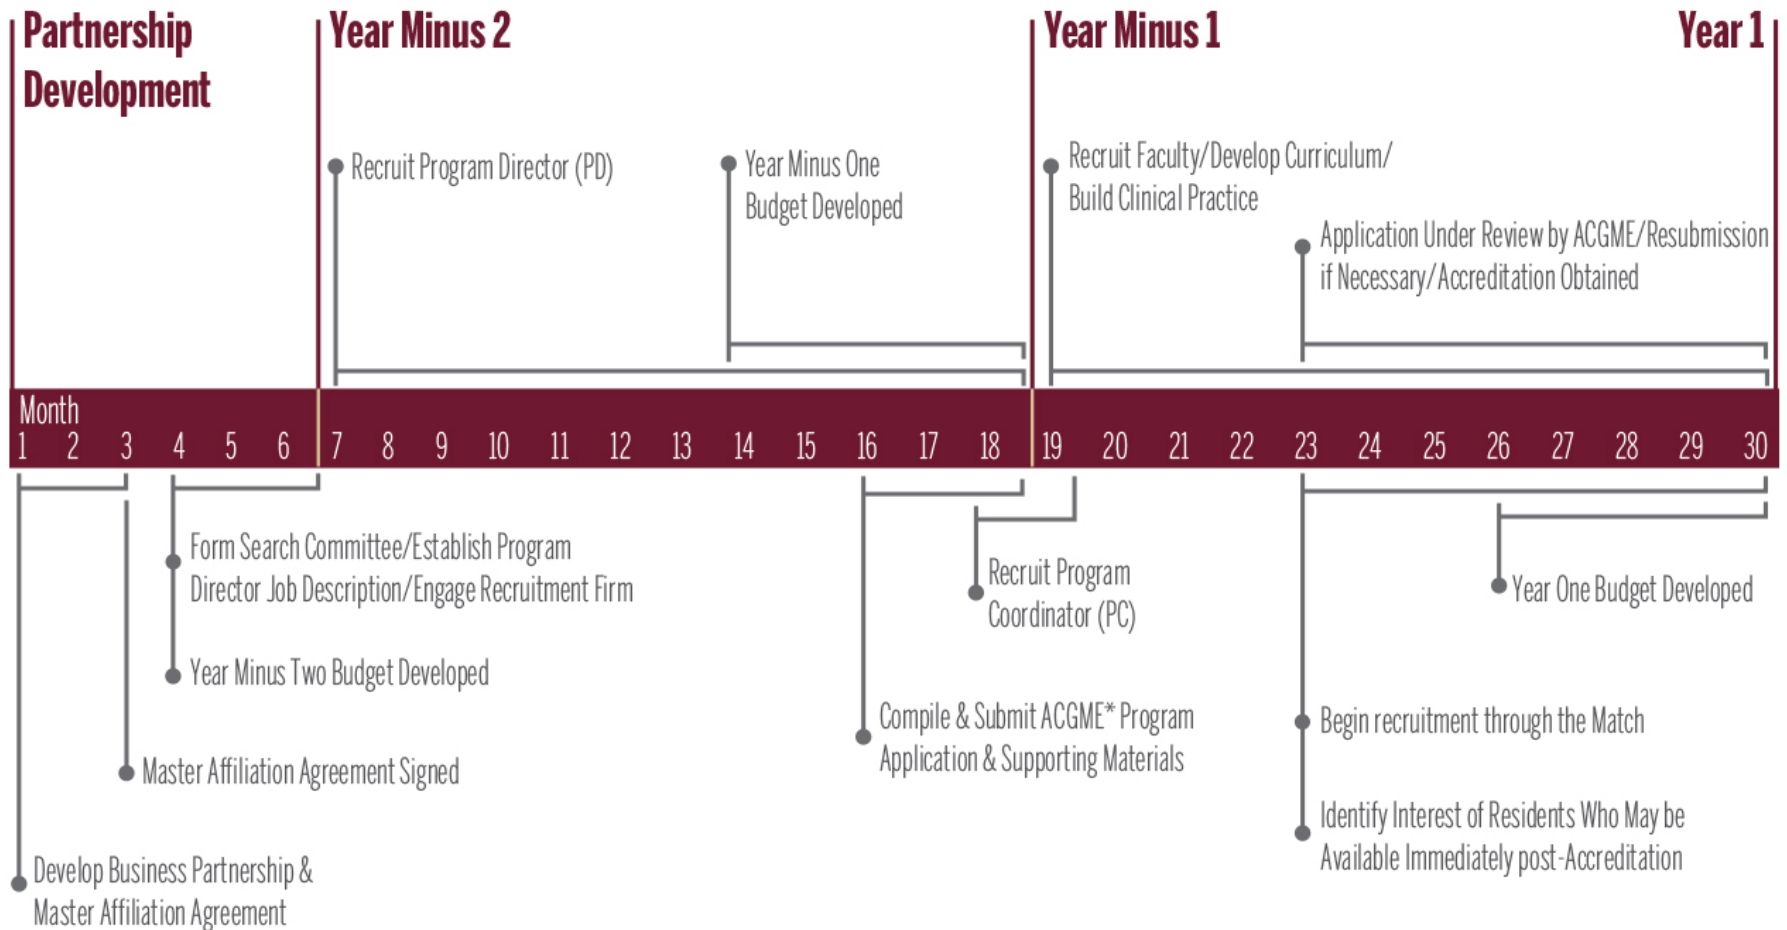 Partnership
Development
Year Minus 2
Year Minus 1
Year 1
Recruit Program Director (PD)
Year Minus One
Budget Developed
Recruit Faculty/Develop Curriculum/
Build Clinical Practice
Application Under Review by ACGME/Resubmission
if Necessary/Accreditation Obtained
Month
1 2 3 4 5 6 7 8 9 10 11 12 13 14 15 16 17 18 19 20 21 22 23 24 25 26 27 28 29 30
Form Search Committee/Establish Program
Director Job Description/Engage Recruitment Firm
Year Minus Two Budget Developed
Master Affiliation Agreement Signed
Develop Business Partnership &
Master Affiliation Agreement
Recruit Program
Coordinator (PC)
Compile & Submit ACGME* Program
Application & Supporting Materials
Year One Budget Developed
Begin recruitment through the Match
Identify Interest of Residents Who May be
Available Immediately post-Accreditation